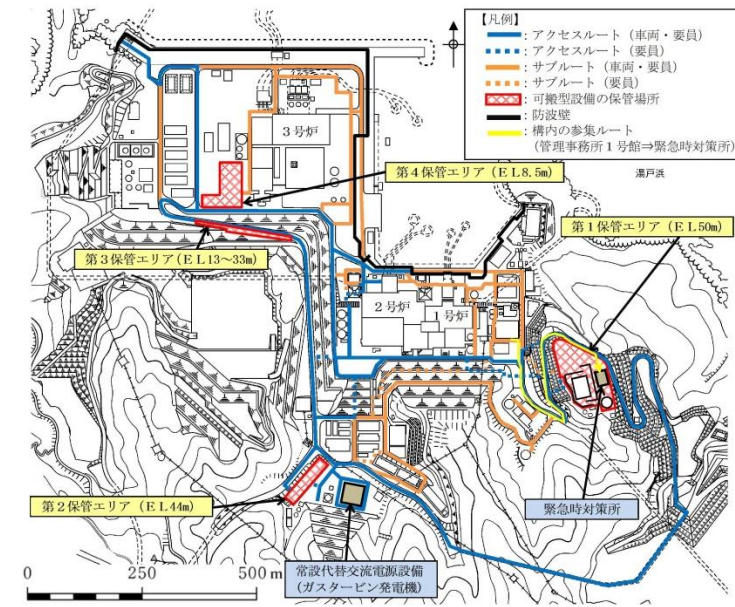 【凡例】
：アクセスルート（車両・要員）
：アクセスルート（要員）
：サブルート（車両・要員）
：サブルート（要員）
：可搬型設備の保管場所
：防波壁
：構内の参集ルート
（管理事務所１号館⇒緊急時対策所）
３号炉
湯戸浜
第４保管エリア（ＥＬ8.5m）
第１保管エリア（ＥＬ50m）
第３保管エリア（ＥＬ13～33m）
２号炉
１号炉
第２保管エリア（ＥＬ44m）
緊急時対策所
常設代替交流電源設備
（ガスタービン発電機）
0 250 500 m